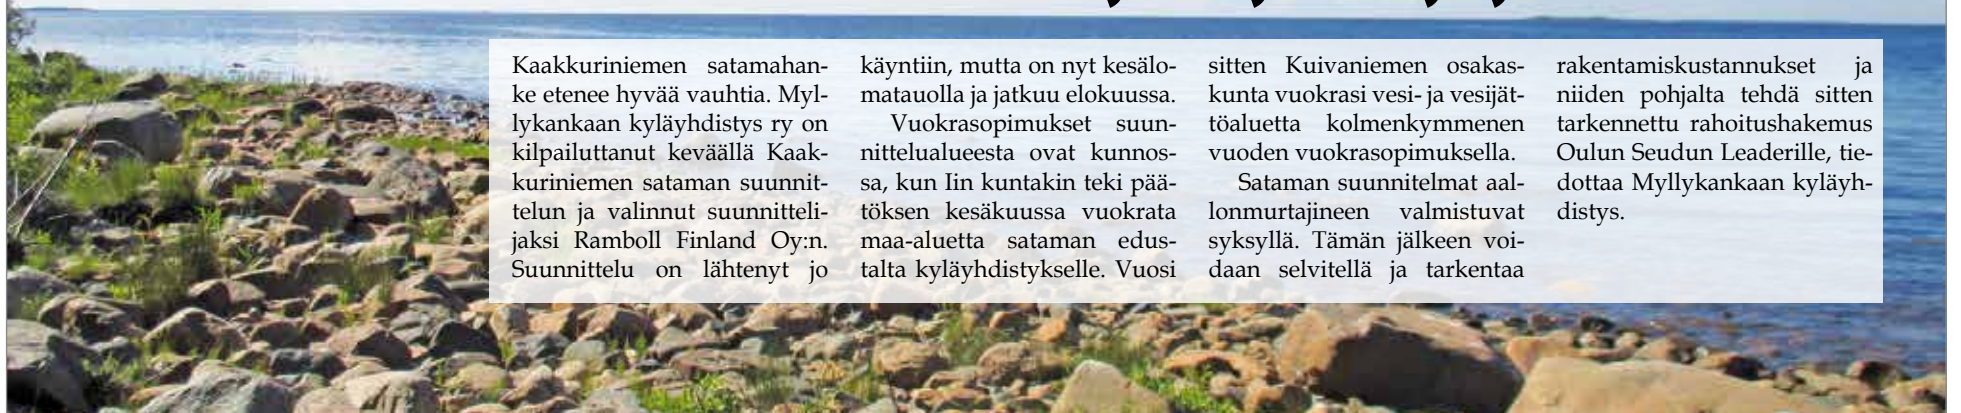 Kaakkuriniemen satamahan-
ke etenee hyvää vauhtia. Myl-
lykankaan kyläyhdistys ry on
kilpailuttanut keväällä Kaak-
kuriniemen sataman suunnit-
telun ja valinnut suunnitteli-
jaksi Ramboll Finland Oy:n.
Suunnittelu on lähtenyt jo
käyntiin, mutta on nyt kesälo-
matauolla ja jatkuu elokuussa.
Vuokrasopimukset suun-
nittelualueesta ovat kunnos-
sa, kun Iin kuntakin teki pää-
töksen kesäkuussa vuokrata
maa-aluetta sataman edus-
talta kyläyhdistykselle. Vuosi
sitten Kuivaniemen osakas-
kunta vuokrasi vesi- ja vesijät-
töaluetta kolmenkymmenen
vuoden vuokrasopimuksella.
Sataman suunnitelmat aal-
lonmurtajineen valmistuvat
syksyllä. Tämän jälkeen voi-
daan selvitellä ja tarkentaa
rakentamiskustannukset ja
niiden pohjalta tehdä sitten
tarkennettu rahoitushakemus
Oulun Seudun Leaderille, tie-
dottaa Myllykankaan kyläyh-
distys.